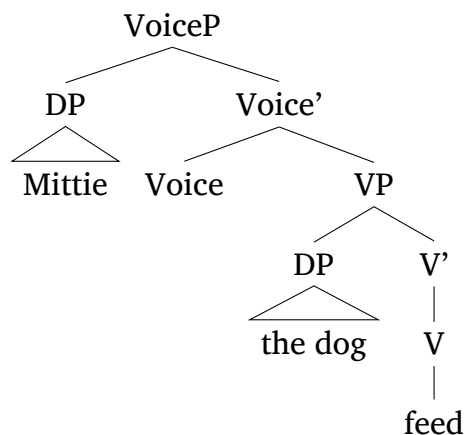 VoiceP
DP Voice’
Mittie Voice VP
DP V’
the dog V
feed